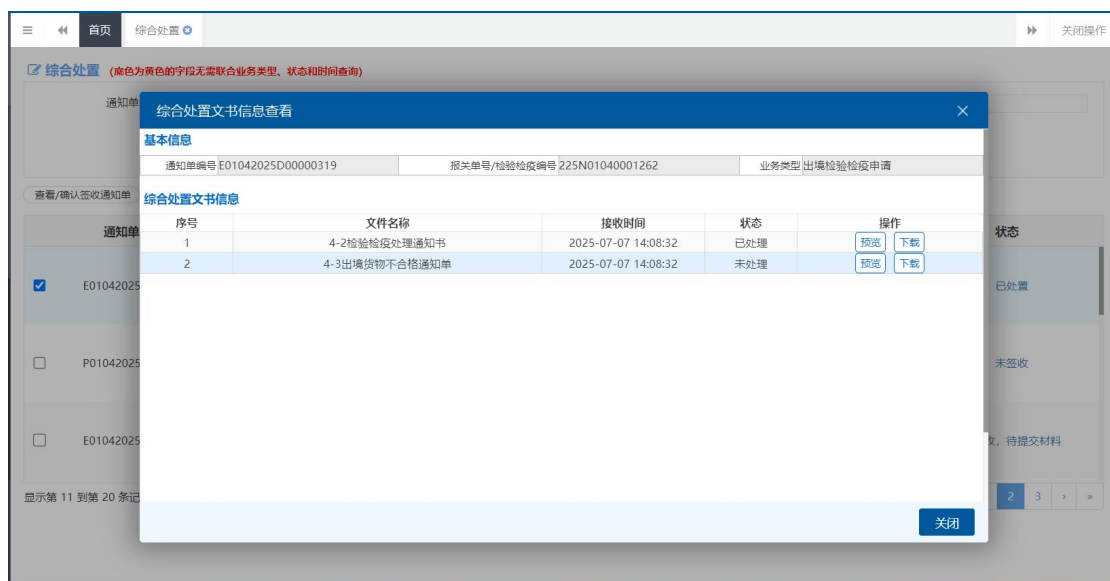 首页 综合处置 关闭操作
综合处置 (底色为黄色的字段无需联合业务类型、状态和时间查询)
通知单
综合处置文书信息查看
基本信息
通知单编号 E01042025D00000319 报关单号/检验检疫编号 225N01040001262 业务类型 出境检验检疫申请
查看/确认签收通知单
综合处置文书信息
序号 文件名称 接收时间 状态 操作
1 4-2检验检疫处理通知书 2025-07-07 14:08:32 已处理 预览 下载
2 4-3出境货物不合格通知单 2025-07-07 14:08:32 未处理 预览 下载
通知单 状态
E01042025 已处置
P01042025 未签收
E01042025 待提交材料
显示第 11 到第 20 条记 2 3 › »
关闭